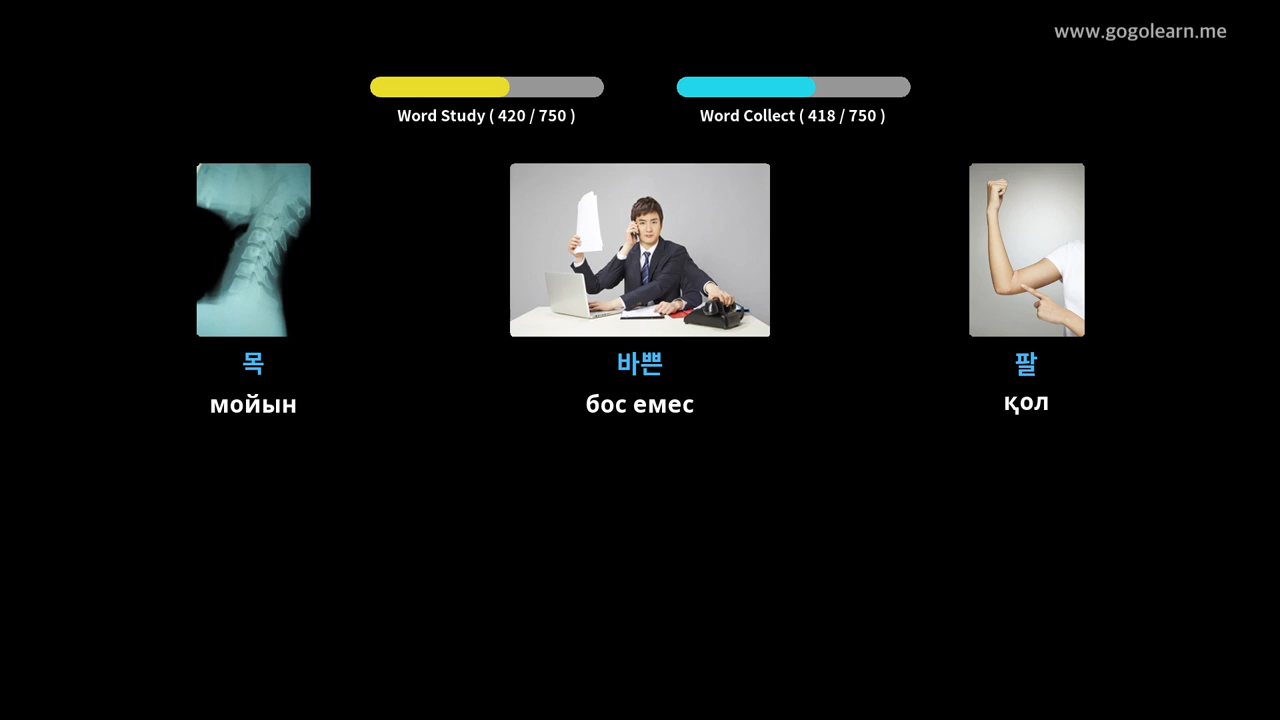 www.gogolearn.me
Word Study ( 420 / 750 )
Word Collect ( 418 / 750 )
목
바쁜
팔
мойын
бос емес
қол